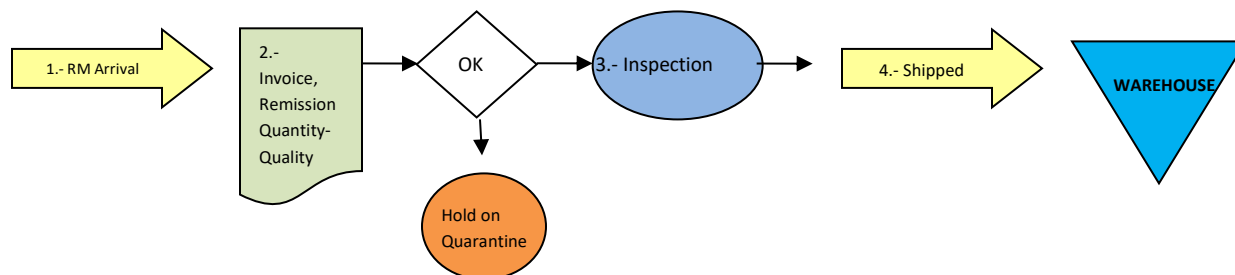 1.- RM Arrival
2.-
Invoice,
Remission
Quantity-
Quality
OK
Hold on
Quarantine
3.- Inspection
4.- Shipped
WAREHOUSE